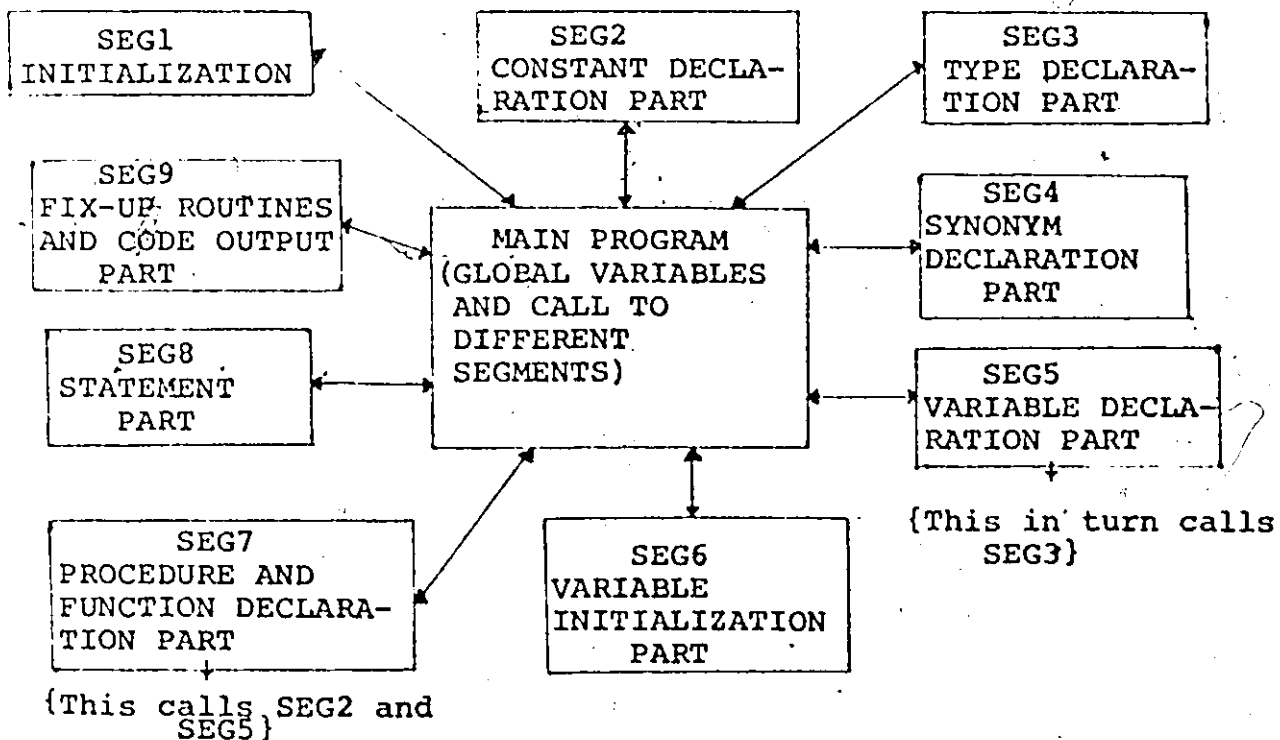 SEG1
INITIALIZATION
SEG2
CONSTANT DECLA-
RATION PART
SEG3
TYPE DECLARA-
TION PART
SEG9
FIX-UP ROUTINES
AND CODE OUTPUT
PART
MAIN PROGRAM
(GLOBAL VARIABLES
AND CALL TO
DIFFERENT
SEGMENTS)
SEG4
SYNONYM
DECLARATION
PART
SEG8
STATEMENT
PART
SEG5
VARIABLE DECLA-
RATION PART
{This in turn calls
SEG3}
SEG7
PROCEDURE AND
FUNCTION DECLARA-
TION PART
{This calls SEG2 and
SEG5}
SEG6
VARIABLE
INITIALIZATION
PART